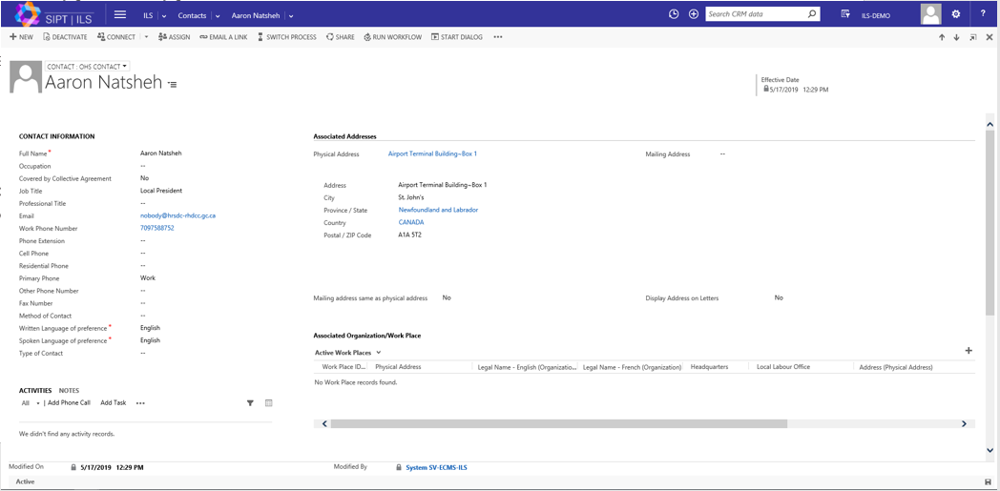 SIPT | ILS ILS Contacts Aaron Natsheh Search CRM data ILS-DEMO ?
NEW DEACTIVATE CONNECT ASSIGN EMAIL A LINK SWITCH PROCESS SHARE RUN WORKFLOW START DIALOG ···
CONTACT : OHS CONTACT
Aaron Natsheh
Effective Date
5/17/2019 12:29 PM
CONTACT INFORMATION
Full Name* Aaron Natsheh
Occupation --
Covered by Collective Agreement No
Job Title Local President
Professional Title --
Email nobody@hrsdc-rhdcc.gc.ca
Work Phone Number 7097588752
Phone Extension --
Cell Phone --
Residential Phone --
Primary Phone Work
Other Phone Number --
Fax Number --
Method of Contact --
Written Language of preference* English
Spoken Language of preference* English
Type of Contact --
ACTIVITIES NOTES
All | Add Phone Call Add Task ···
We didn't find any activity records.
Associated Addresses
Physical Address Airport Terminal Building~Box 1 Mailing Address --
Address Airport Terminal Building~Box 1
City St. John's
Province / State Newfoundland and Labrador
Country CANADA
Postal / ZIP Code A1A 5T2
Mailing address same as physical address No Display Address on Letters No
Associated Organization/Work Place
Active Work Places
Work Place ID... Physical Address Legal Name - English (Organizatio... Legal Name - French (Organization) Headquarters Local Labour Office Address (Physical Address)
No Work Place records found.
Modified On 5/17/2019 12:29 PM Modified By System SV-ECMS-ILS
Active